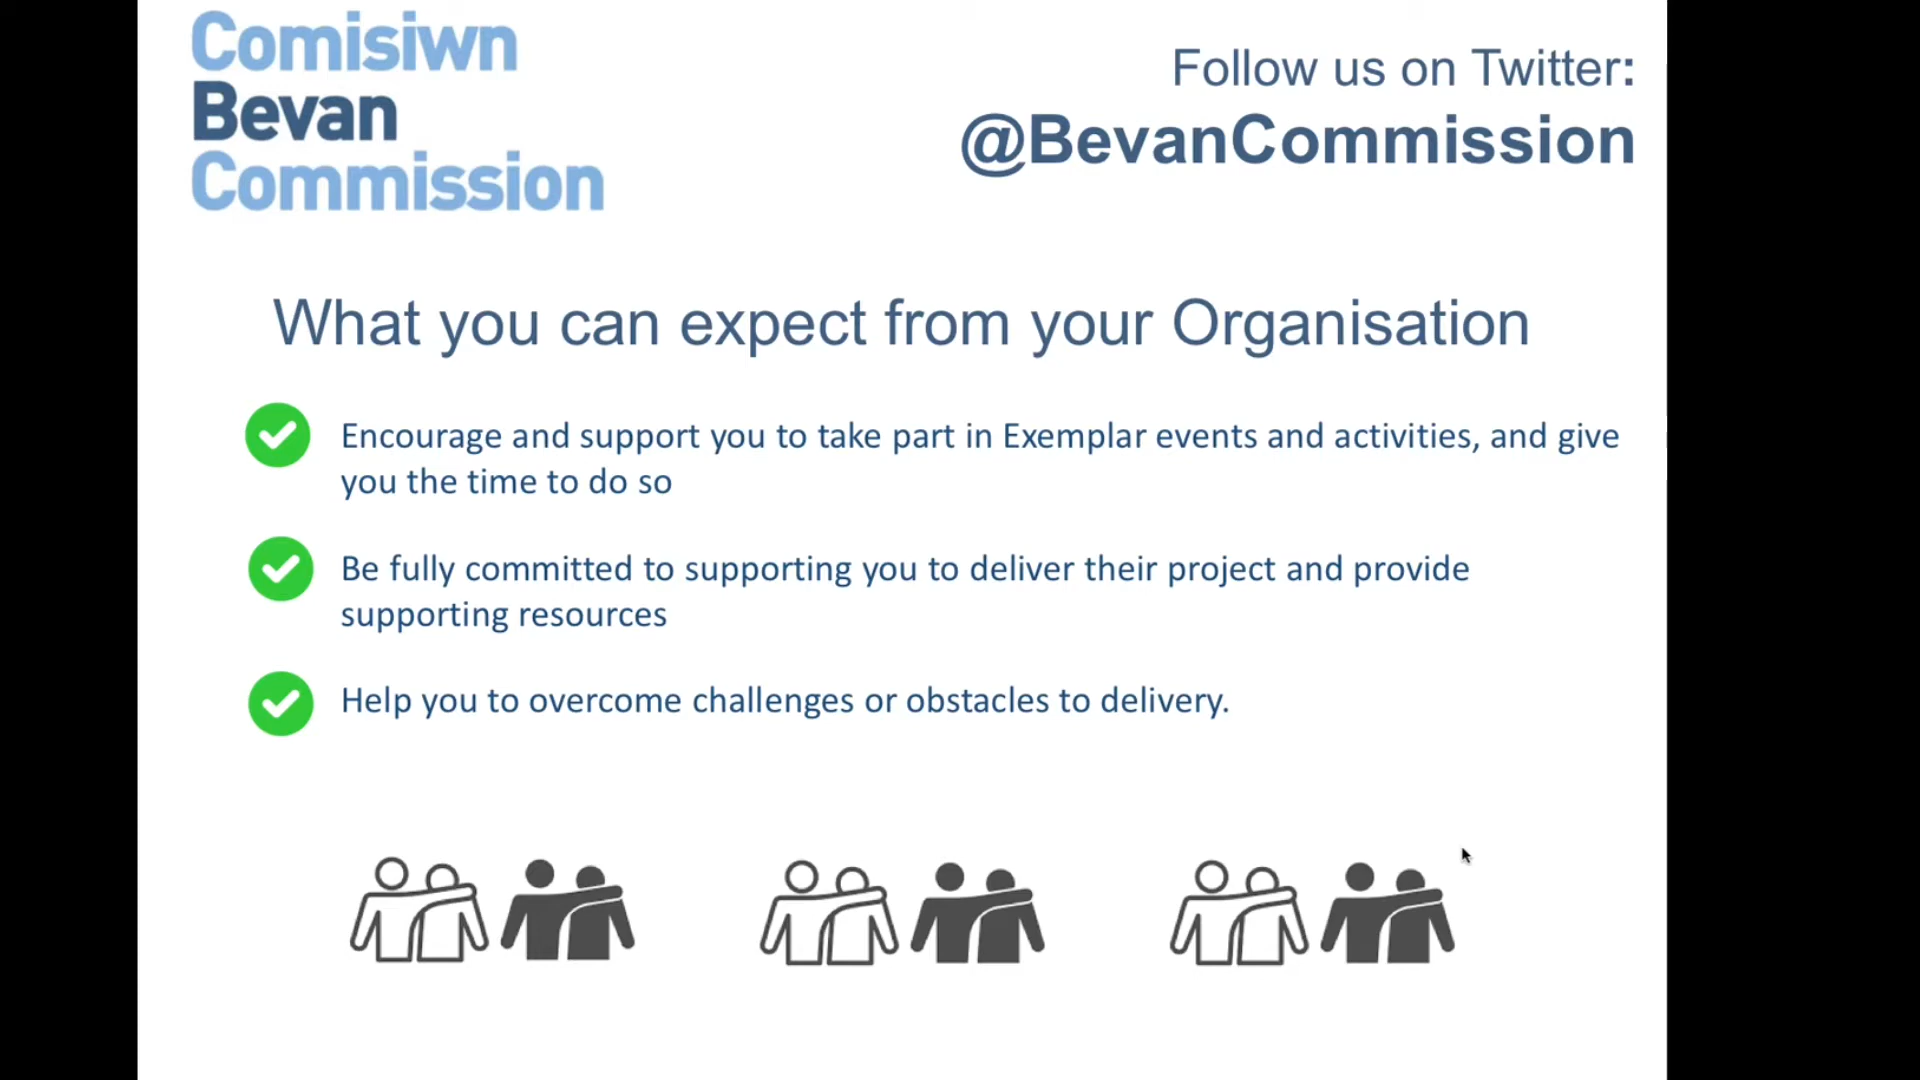 Comisiwn
Bevan
Commission
Follow us on Twitter:
@BevanCommission
What you can expect from your Organisation
Encourage and support you to take part in Exemplar events and activities, and give
you the time to do so
Be fully committed to supporting you to deliver their project and provide
supporting resources
Help you to overcome challenges or obstacles to delivery.